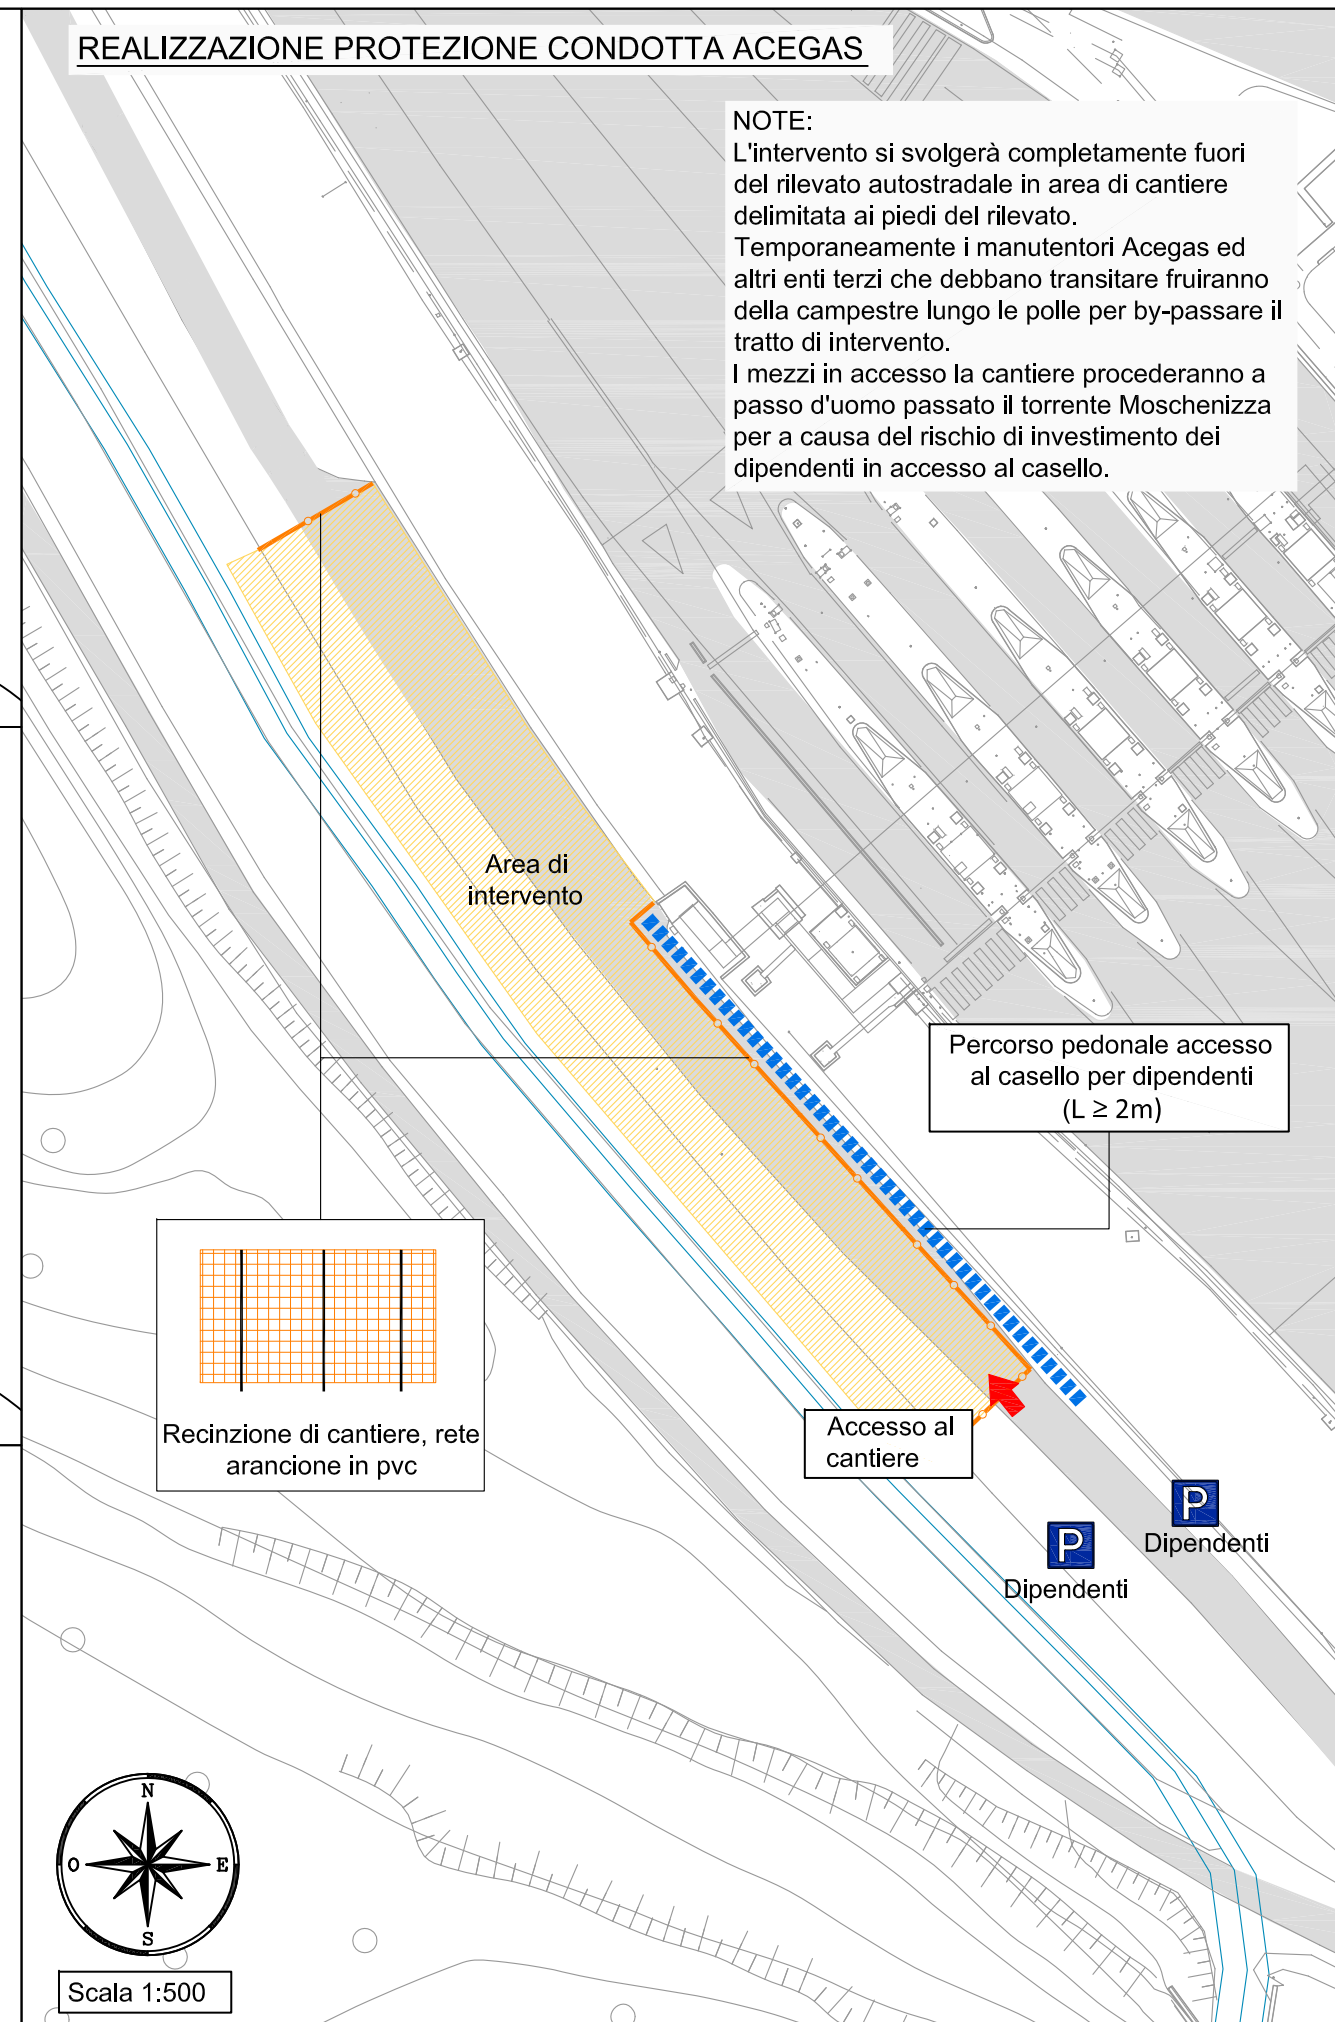 REALIZZAZIONE PROTEZIONE CONDOTTA ACEGAS
NOTE:
L'intervento si svolgerà completamente fuori
del rilevato autostradale in area di cantiere
delimitata ai piedi del rilevato.
Temporaneamente i manutentori Acegas ed
altri enti terzi che debbano transitare fruiranno
della campestre lungo le polle per by-passare il
tratto di intervento.
I mezzi in accesso la cantiere procederanno a
passo d'uomo passato il torrente Moschenizza
per a causa del rischio di investimento dei
dipendenti in accesso al casello.
Area di
intervento
Percorso pedonale accesso
al casello per dipendenti
(L ≥ 2m)
Recinzione di cantiere, rete
arancione in pvc
Accesso al
cantiere
P
Dipendenti
P
Dipendenti
N
O
E
S
Scala 1:500